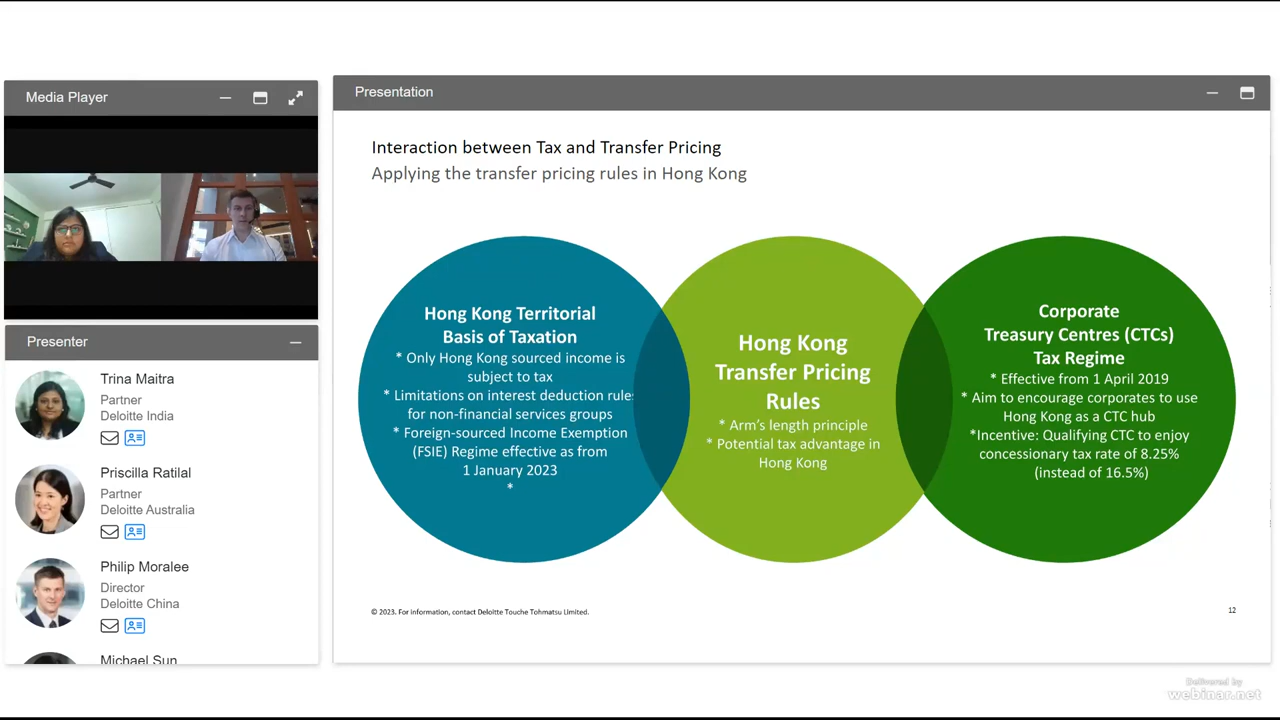 Media Player
Presenter
Trina Maitra
Partner
Deloitte India
Priscilla Ratilal
Partner
Deloitte Australia
Philip Moralee
Director
Deloitte China
Michael Sun
Presentation
Interaction between Tax and Transfer Pricing
Applying the transfer pricing rules in Hong Kong
Hong Kong Territorial
Basis of Taxation
* Only Hong Kong sourced income is
subject to tax
* Limitations on interest deduction rules
for non-financial services groups
* Foreign-sourced Income Exemption
(FSIE) Regime effective as from
1 January 2023
*
Hong Kong
Transfer Pricing
Rules
* Arm's length principle
* Potential tax advantage in
Hong Kong
Corporate
Treasury Centres (CTCs)
Tax Regime
* Effective from 1 April 2019
* Aim to encourage corporates to use
Hong Kong as a CTC hub
*Incentive: Qualifying CTC to enjoy
concessionary tax rate of 8.25%
(instead of 16.5%)
© 2023. For information, contact Deloitte Touche Tohmatsu Limited.
12
Delivered by
webinar.net